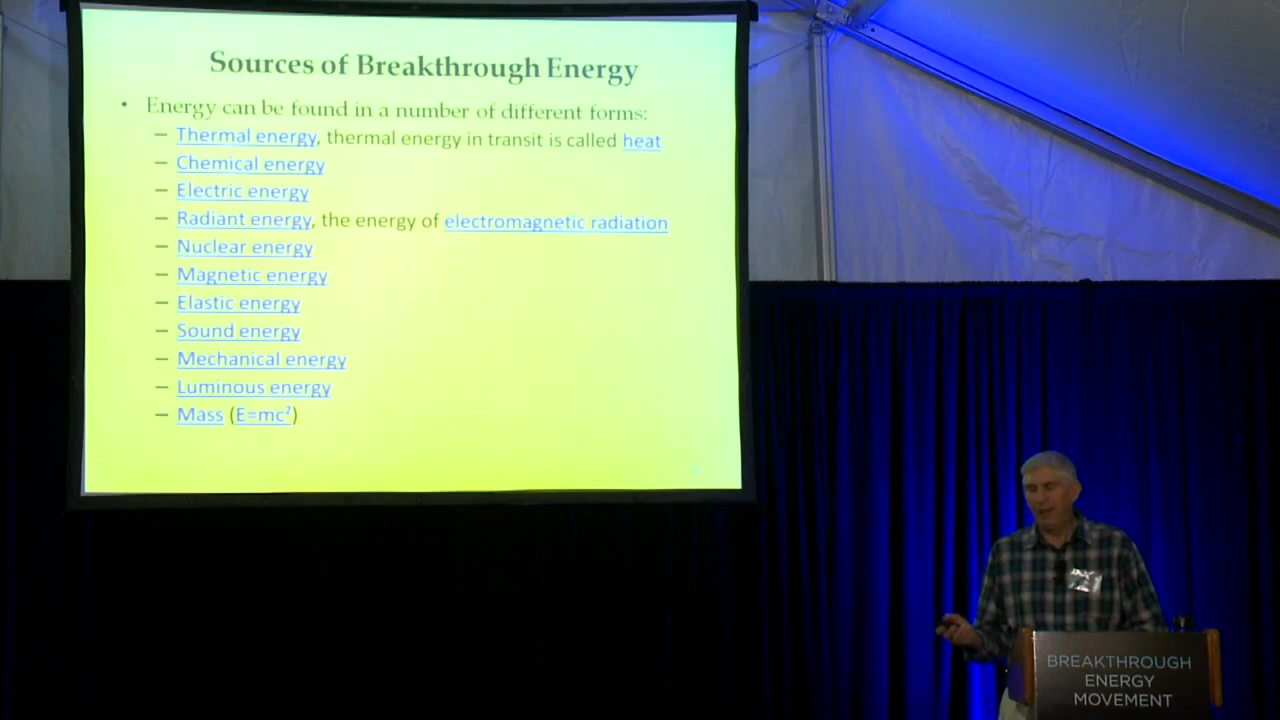 Sources of Breakthrough Energy
• Energy can be found in a number of different forms:
– Thermal energy, thermal energy in transit is called heat
– Chemical energy
– Electric energy
– Radiant energy, the energy of electromagnetic radiation
– Nuclear energy
– Magnetic energy
– Elastic energy
– Sound energy
– Mechanical energy
– Luminous energy
– Mass (E=mc²)
BREAKTHROUGH
ENERGY
MOVEMENT